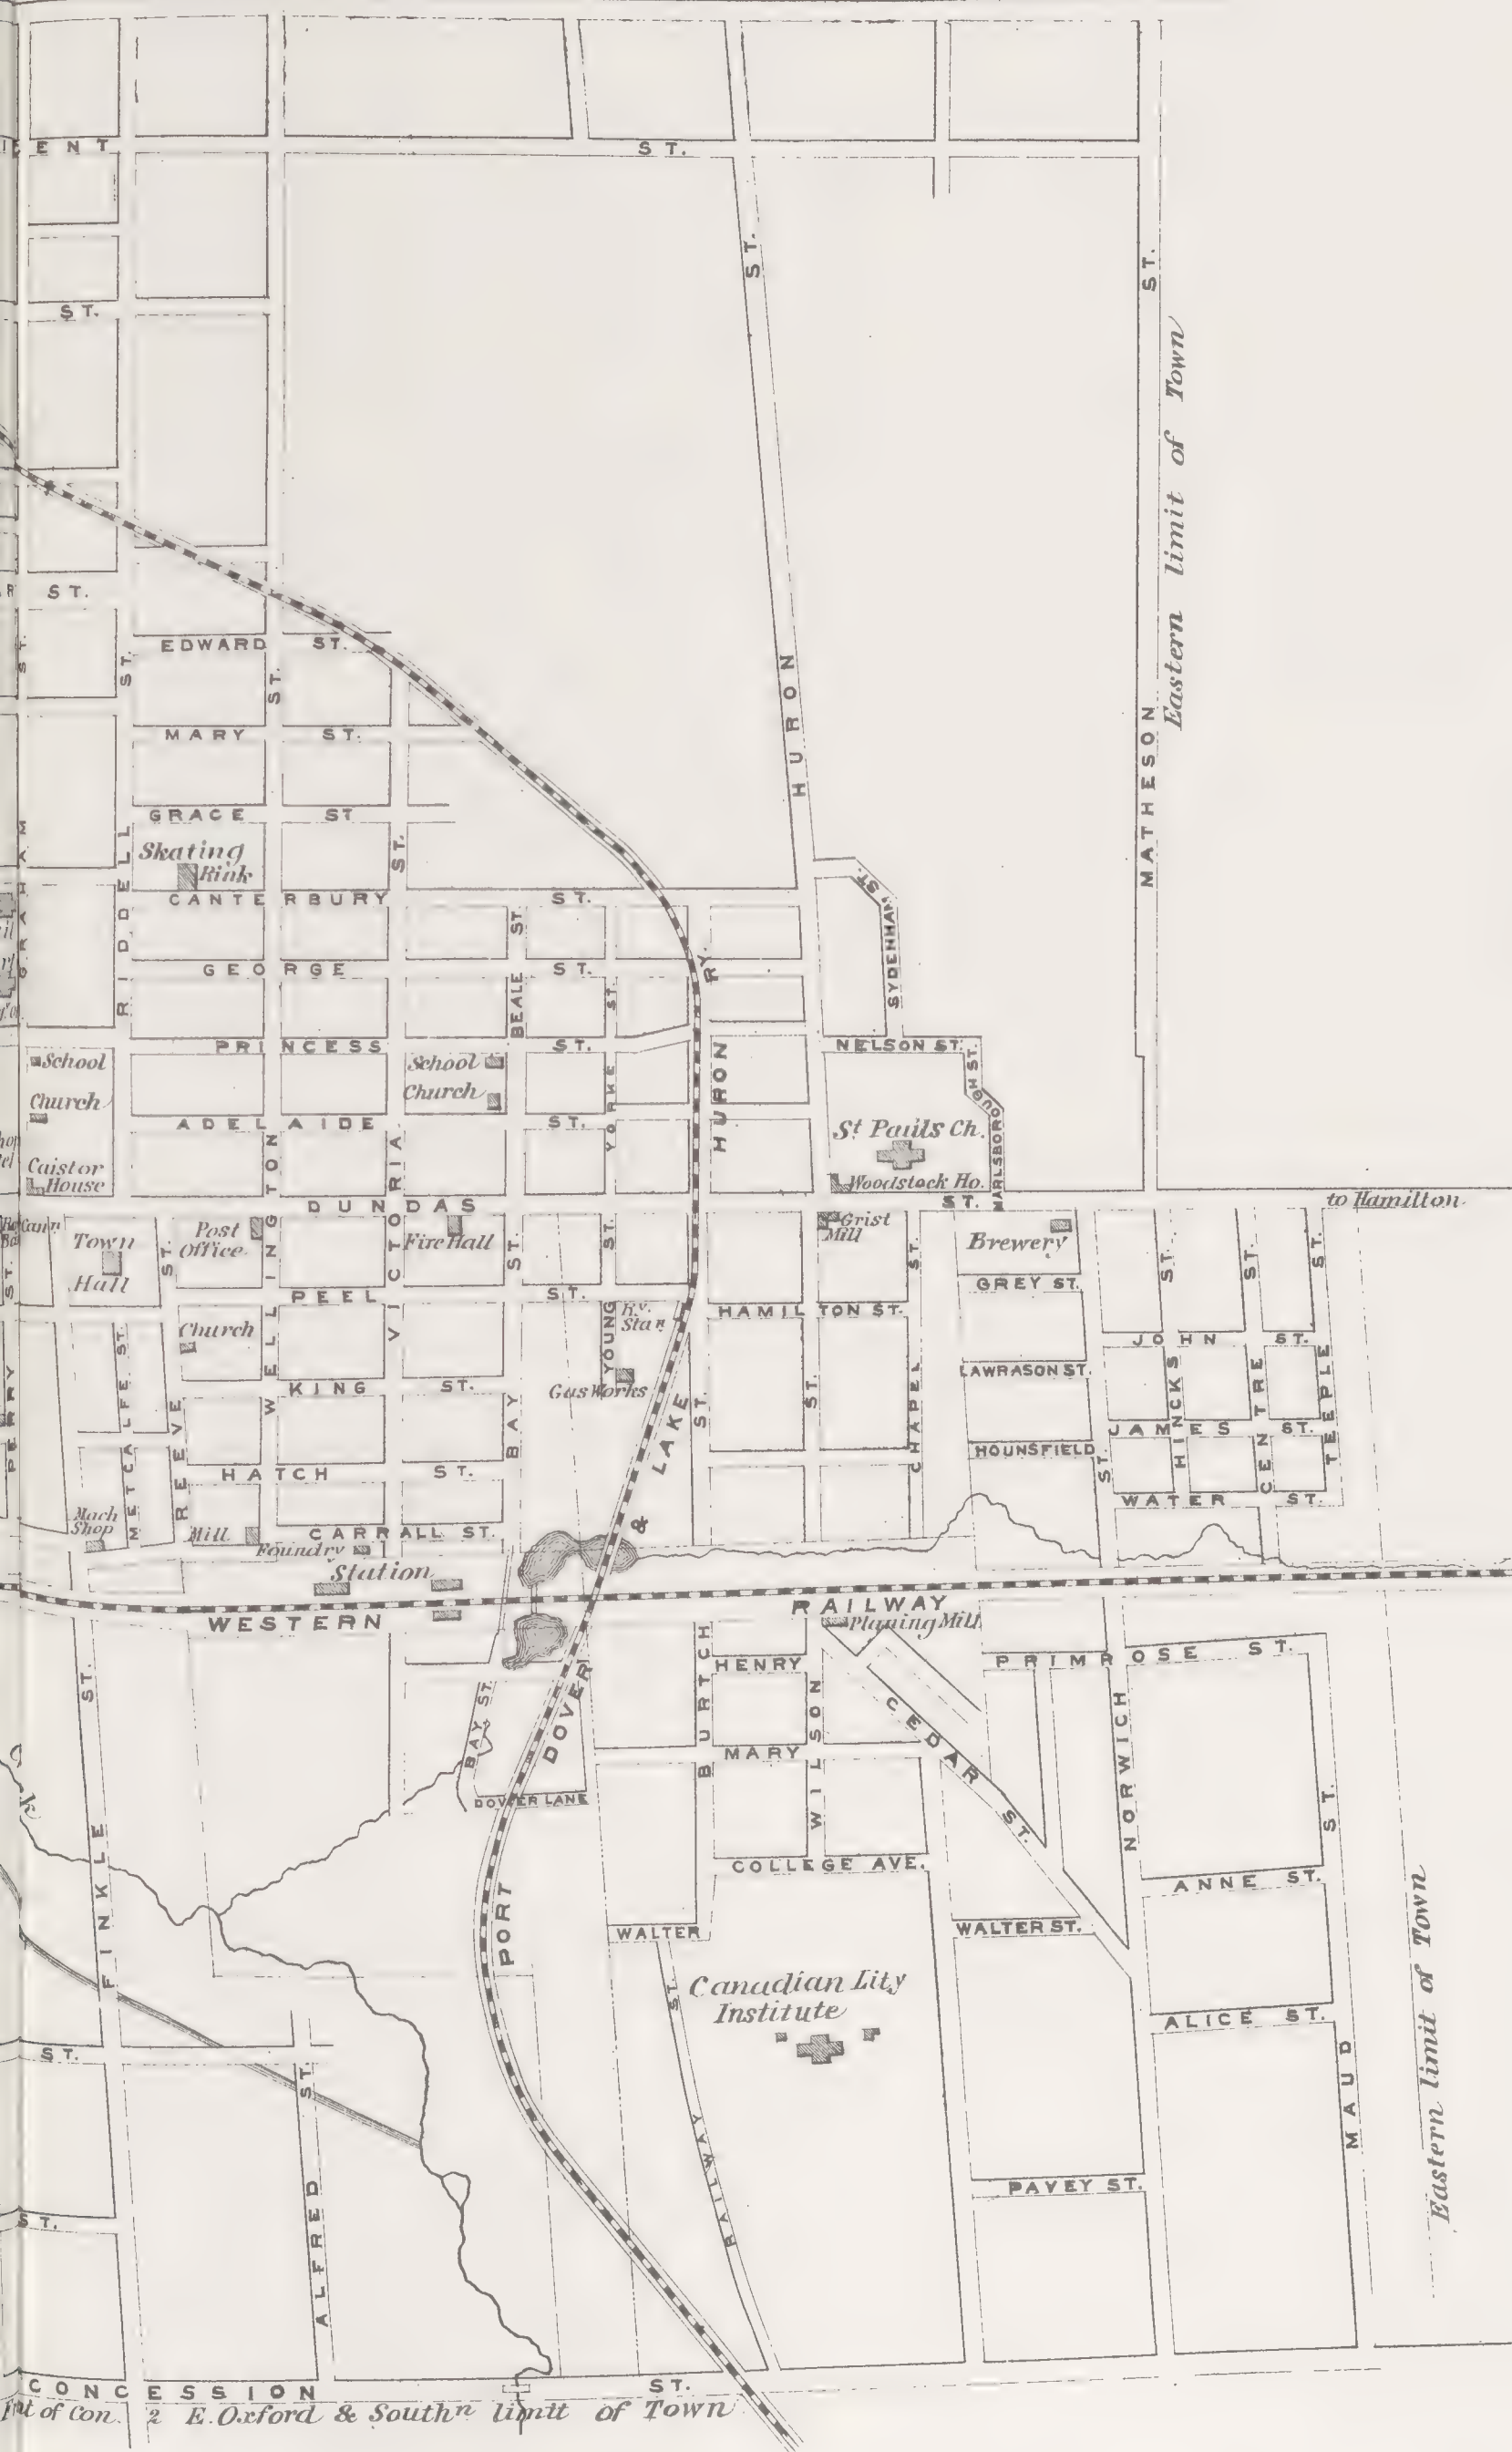 ENT ST.
ST.
HURON ST.
MATHESON ST.
Eastern limit of Town
ST.
ST.
GRAHAM ST.
RIDDELL ST.
EDWARD ST.
MARY ST.
GRACE ST
Skating
Rink
CANTERBURY ST.
GEORGE ST.
BEALE ST
SYDENHAM ST.
PRINCESS ST.
NELSON ST.
School
Church
School
Church
ADELAIDE ST.
YORKE ST.
MARLSBOROUGH ST.
St Pauls Ch.
Woodstock Ho.
Caistor
House
DUNDAS ST.
to Hamilton
WELLINGTON ST.
VICTORIA ST.
Town
Hall
Post
Office
Fire Hall
Grist
Mill
Brewery
GREY ST.
PEEL ST.
HAMILTON ST.
Church
YOUNG ST.
Ry.
Sta.
Gas Works
JOHN ST.
LAWRASON ST.
KING ST.
PERRY ST.
METCALFE ST.
REEVE ST.
BAY ST.
ST.
ST.
CHAPEL ST.
HINCKS ST.
CENTRE ST.
TEEPLE ST.
JAMES ST.
HOUNSFIELD
HATCH ST.
WATER ST.
Mach
Shop
Mill
CARRALL ST.
Foundry
Station
WESTERN RAILWAY
PORT DOVER & LAKE HURON RY.
Planing Mill
HENRY
PRIMROSE ST.
BURTCH
WILSON
CEDAR ST.
NORWICH ST.
FINKLE ST.
BAY ST.
MARY
DOVER LANE
COLLEGE AVE.
ANNE ST.
WALTER
WALTER ST.
Canadian Lity
Institute
ALICE ST.
MAUD ST.
Eastern limit of Town
ST.
ALFRED ST.
RAILWAY ST.
PAVEY ST.
ST.
CONCESSION ST.
of Con. 2 E. Oxford & Southn limit of Town